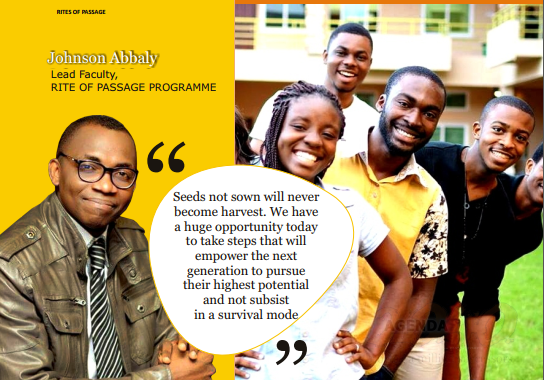 RITES OF PASSAGE
Johnson Abbaly
Lead Faculty,
RITE OF PASSAGE PROGRAMME
“
Seeds not sown will never
become harvest. We have
a huge opportunity today
to take steps that will
empower the next
generation to pursue
their highest potential
and not subsist
in a survival mode
”
AGENDA